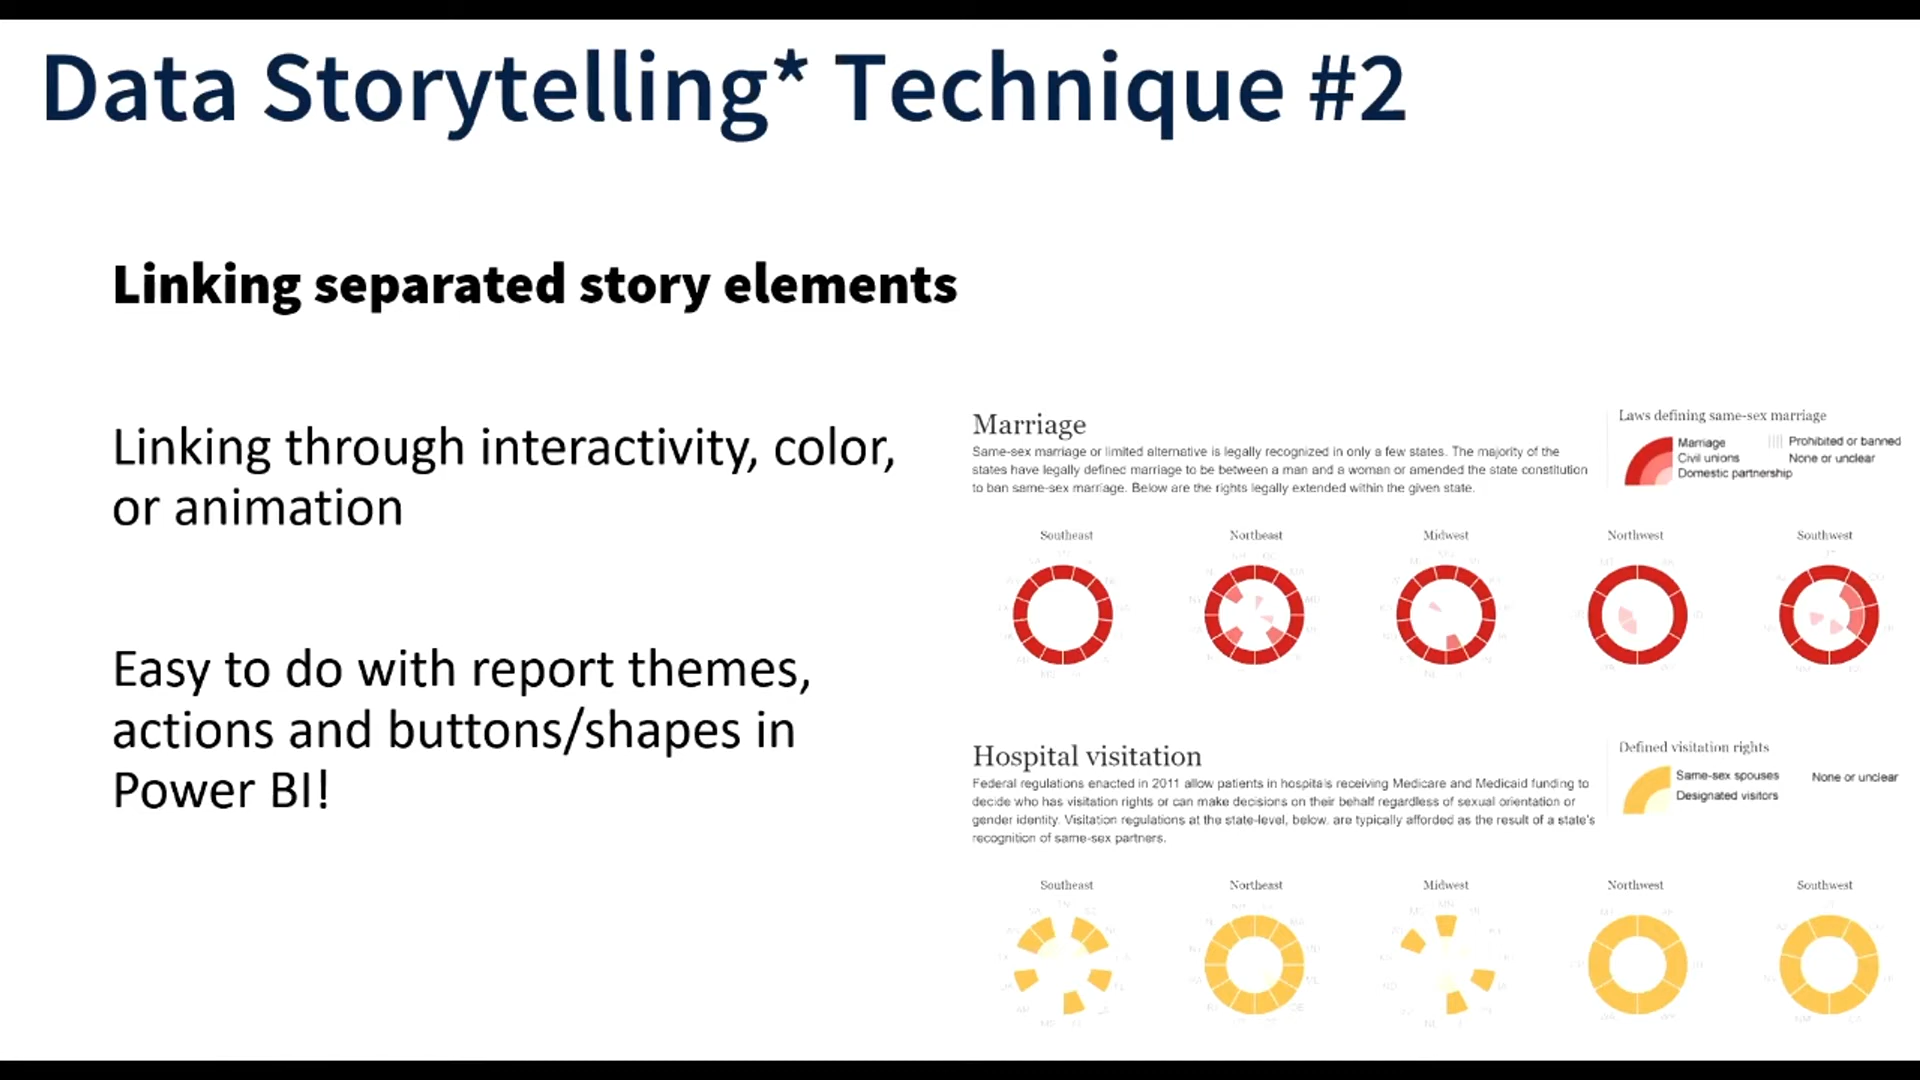 Data Storytelling* Technique #2
Linking separated story elements
Linking through interactivity, color,
or animation
Easy to do with report themes,
actions and buttons/shapes in
Power BI!
Marriage
Same-sex marriage or limited alternative is legally recognized in only a few states. The majority of the
states have legally defined marriage to be between a man and a woman or amended the state constitution
to ban same-sex marriage. Below are the rights legally extended within the given state.
Laws defining same-sex marriage
Marriage
Civil unions
Domestic partnership
Prohibited or banned
None or unclear
Southeast
Northeast
Midwest
Northwest
Southwest
Hospital visitation
Federal regulations enacted in 2011 allow patients in hospitals receiving Medicare and Medicaid funding to
decide who has visitation rights or can make decisions on their behalf regardless of sexual orientation or
gender identity. Visitation regulations at the state-level, below, are typically afforded as the result of a state's
recognition of same-sex partners.
Defined visitation rights
Same-sex spouses
Designated visitors
None or unclear
Southeast
Northeast
Midwest
Northwest
Southwest